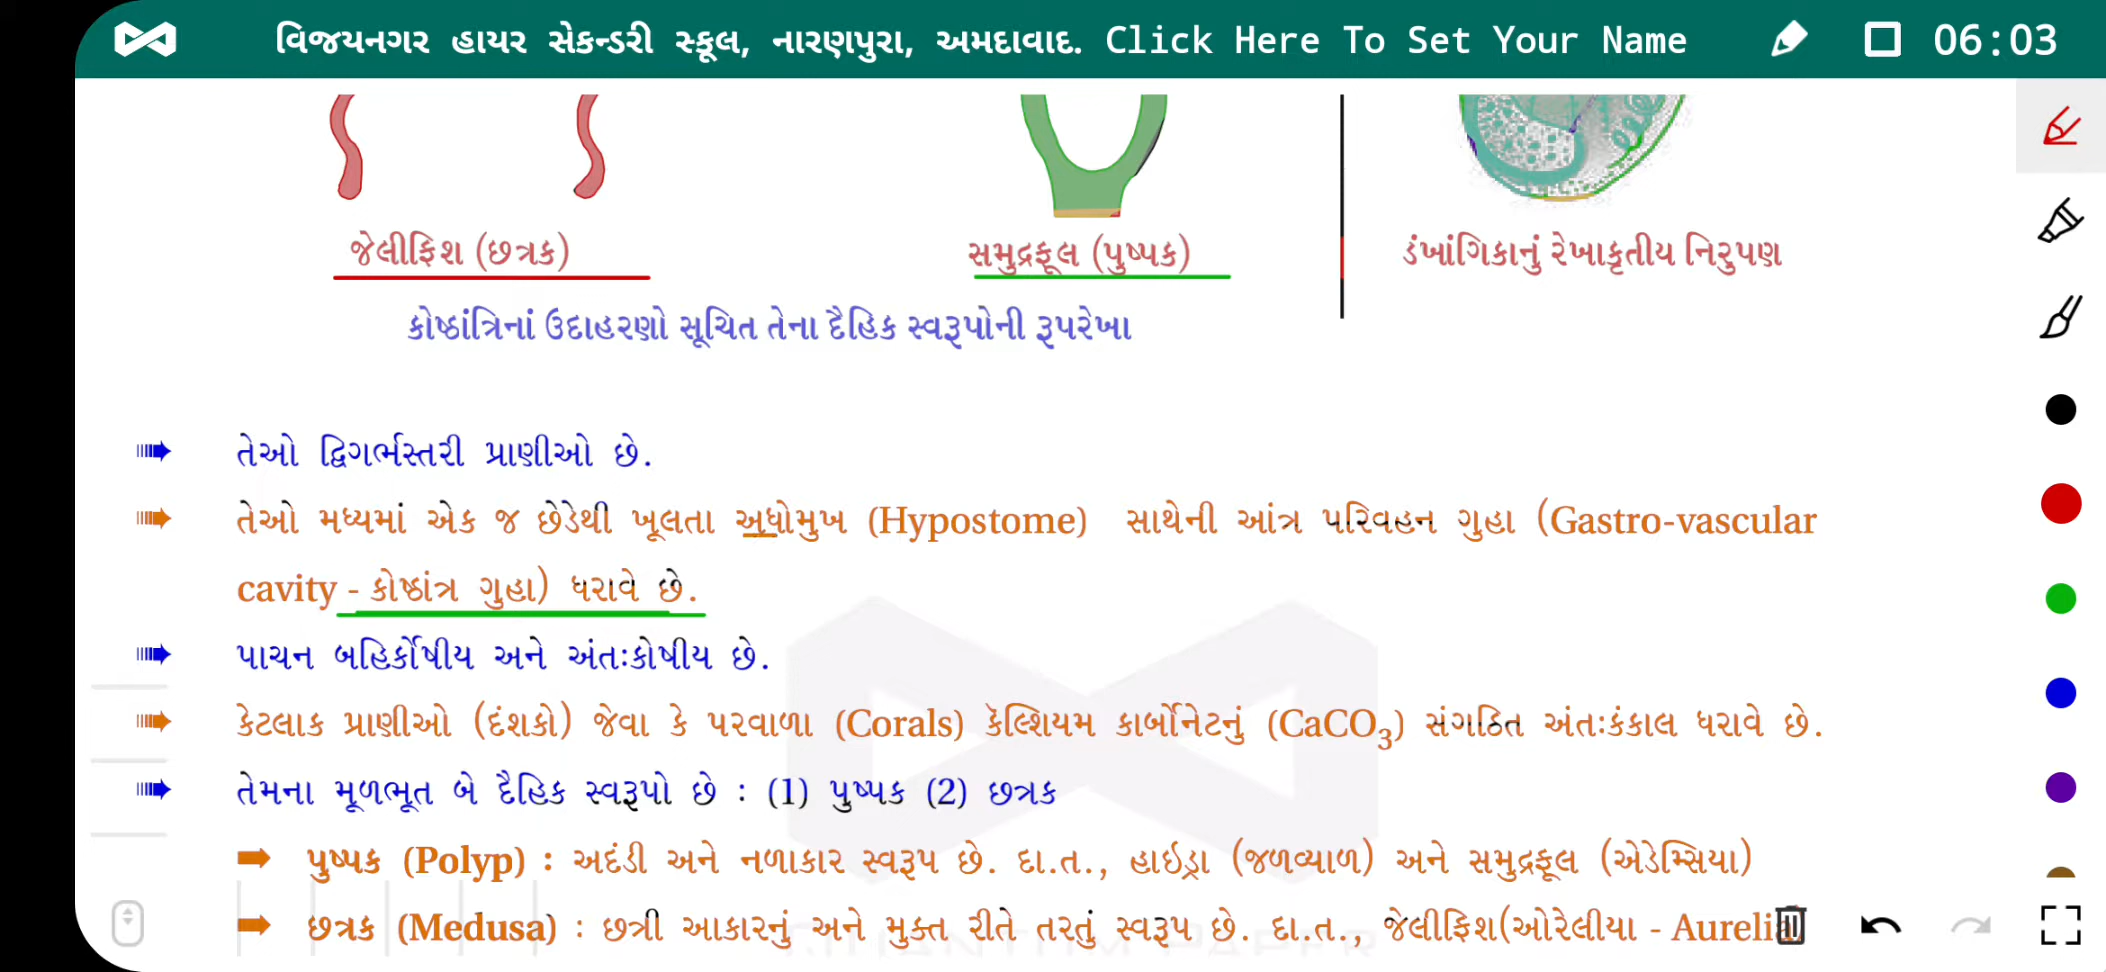 વિજયનગર હાયર સેકન્ડરી સ્કૂલ, નારણપુરા, અમદાવાદ. Click Here To Set Your Name 06:03
જેલીફિશ (છત્રક) સમુદ્રફૂલ (પુષ્પક) ડંખાંગિકાનું રેખાકૃતીય નિરુપણ
કોષ્ઠાંત્રિનાં ઉદાહરણો સૂચિત તેના દૈહિક સ્વરૂપોની રૂપરેખા
તેઓ દ્વિગર્ભસ્તરી પ્રાણીઓ છે.
તેઓ મધ્યમાં એક જ છેડેથી ખૂલતા અધોમુખ (Hypostome) સાથેની આંત્ર પરિવહન ગુહા (Gastro-vascular
cavity - કોષ્ઠાંત્ર ગુહા) ધરાવે છે.
પાચન બહિર્કોષીય અને અંતઃકોષીય છે.
કેટલાક પ્રાણીઓ (દંશકો) જેવા કે પરવાળા (Corals) કૅલ્શિયમ કાર્બોનેટનું (CaCO₃) સંગઠિત અંતઃકંકાલ ધરાવે છે.
તેમના મૂળભૂત બે દૈહિક સ્વરૂપો છે : (1) પુષ્પક (2) છત્રક
પુષ્પક (Polyp) : અદંડી અને નળાકાર સ્વરૂપ છે. દા.ત., હાઇડ્રા (જળવ્યાળ) અને સમુદ્રફૂલ (એડેમ્સિયા)
છત્રક (Medusa) : છત્રી આકારનું અને મુક્ત રીતે તરતું સ્વરૂપ છે. દા.ત., જેલીફિશ(ઓરેલીયા - Aurelia)
QUANTUM PAPER